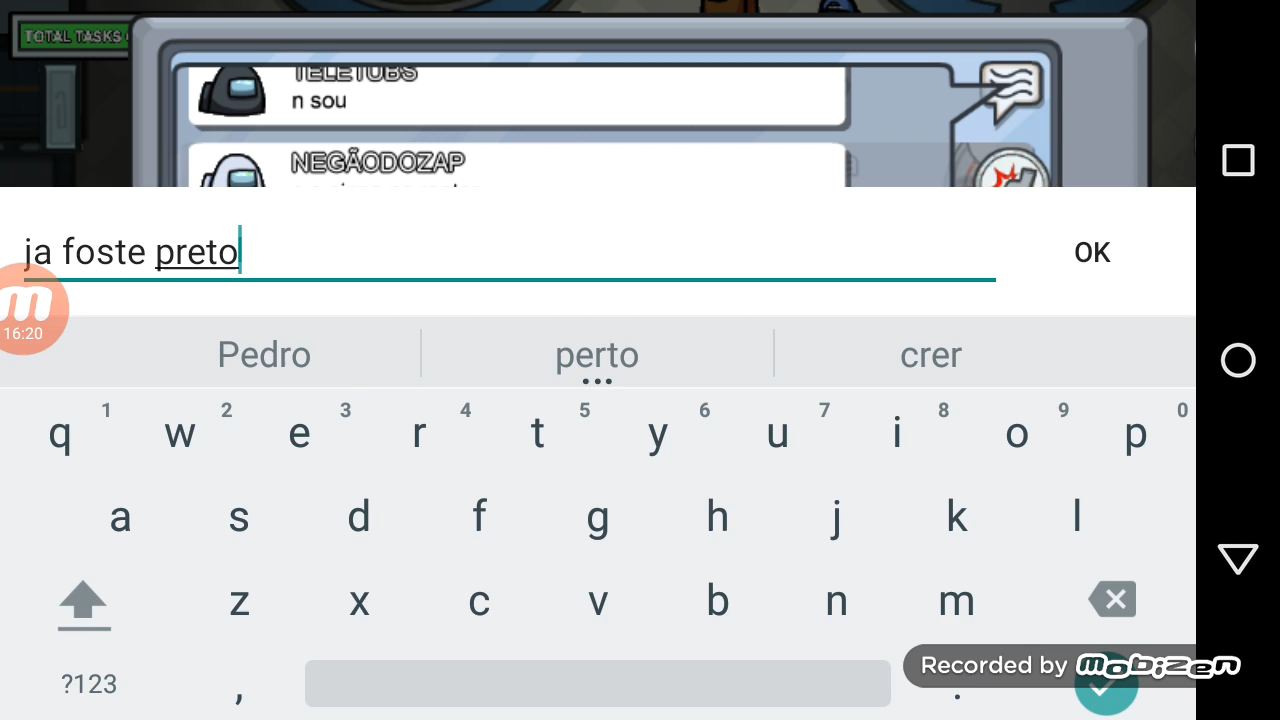 TOTAL TASKS
TELETUBS
n sou
NEGÃODOZAP
ja foste preto
OK
16:20
Pedro
perto
crer
q 1 w 2 e 3 r 4 t 5 y 6 u 7 i 8 o 9 p 0
a s d f g h j k l
z x c v b n m
?123 , .
Recorded by mobizen